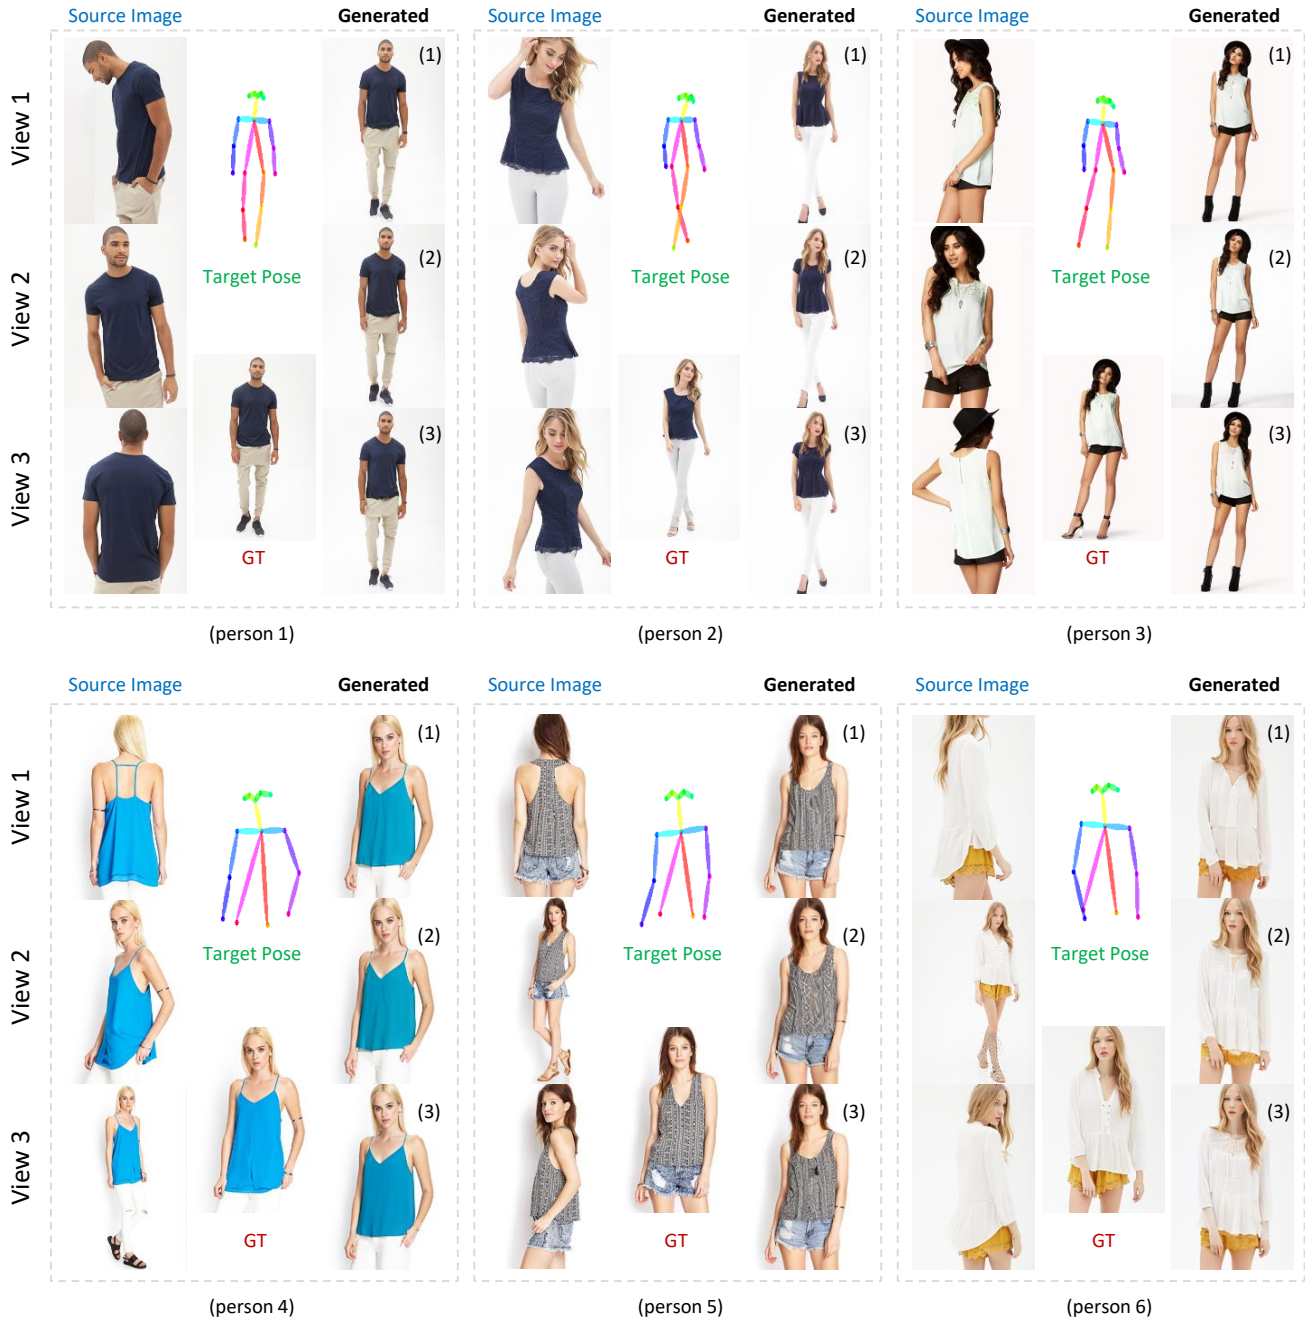 Source Image Generated Source Image Generated Source Image Generated
View 1 (1) (1) (1)
View 2 (2) (2) (2)
Target Pose Target Pose Target Pose
View 3 (3) (3) (3)
GT GT GT
(person 1) (person 2) (person 3)
Source Image Generated Source Image Generated Source Image Generated
View 1 (1) (1) (1)
View 2 (2) (2) (2)
Target Pose Target Pose Target Pose
View 3 (3) (3) (3)
GT GT GT
(person 4) (person 5) (person 6)